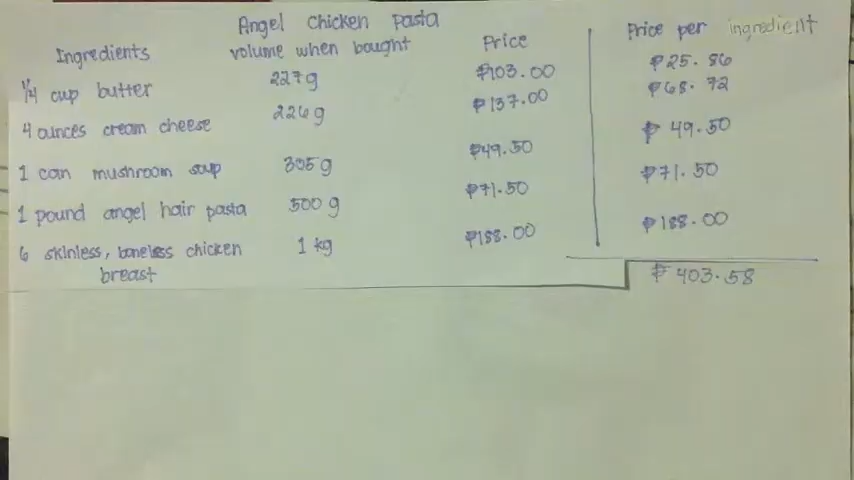 Angel Chicken Pasta
Ingredients volume when bought Price Price per ingredient
1/4 cup butter 227g ₱103.00 ₱25.86
4 ounces cream cheese 226g ₱137.00 ₱68.72
1 can mushroom soup 305g ₱49.50 ₱49.50
1 pound angel hair pasta 500g ₱71.50 ₱71.50
6 skinless, boneless chicken 1 kg ₱188.00 ₱188.00
breast
₱403.58